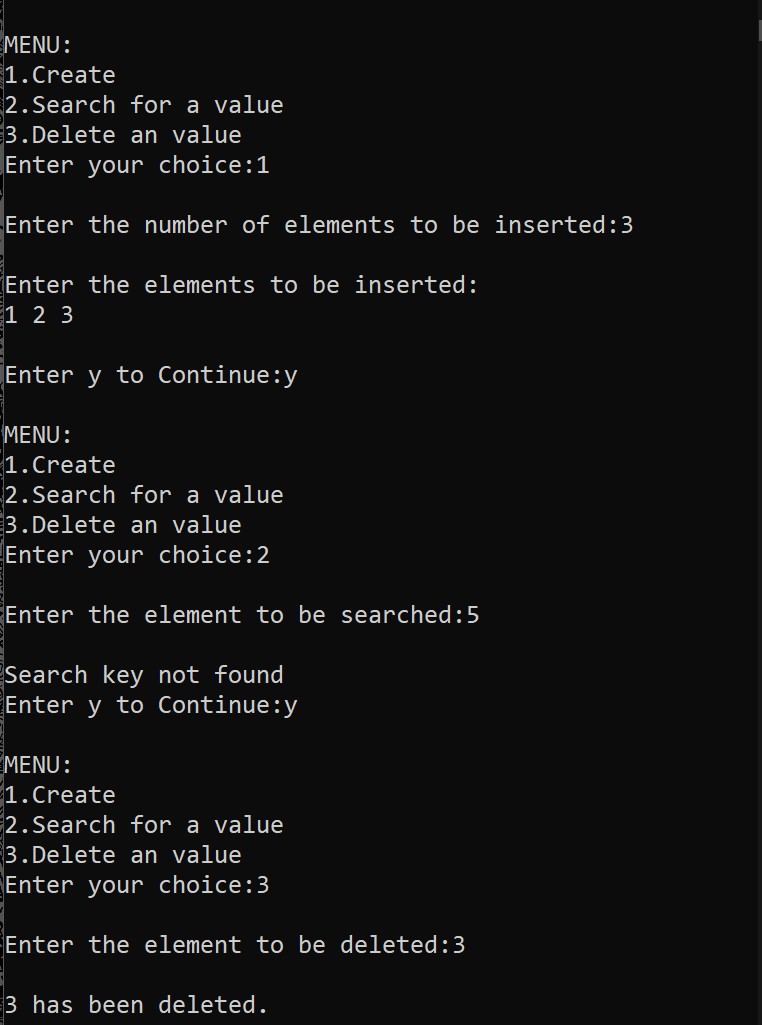 MENU:
1.Create
2.Search for a value
3.Delete an value
Enter your choice:1
Enter the number of elements to be inserted:3
Enter the elements to be inserted:
1 2 3
Enter y to Continue:y
MENU:
1.Create
2.Search for a value
3.Delete an value
Enter your choice:2
Enter the element to be searched:5
Search key not found
Enter y to Continue:y
MENU:
1.Create
2.Search for a value
3.Delete an value
Enter your choice:3
Enter the element to be deleted:3
3 has been deleted.